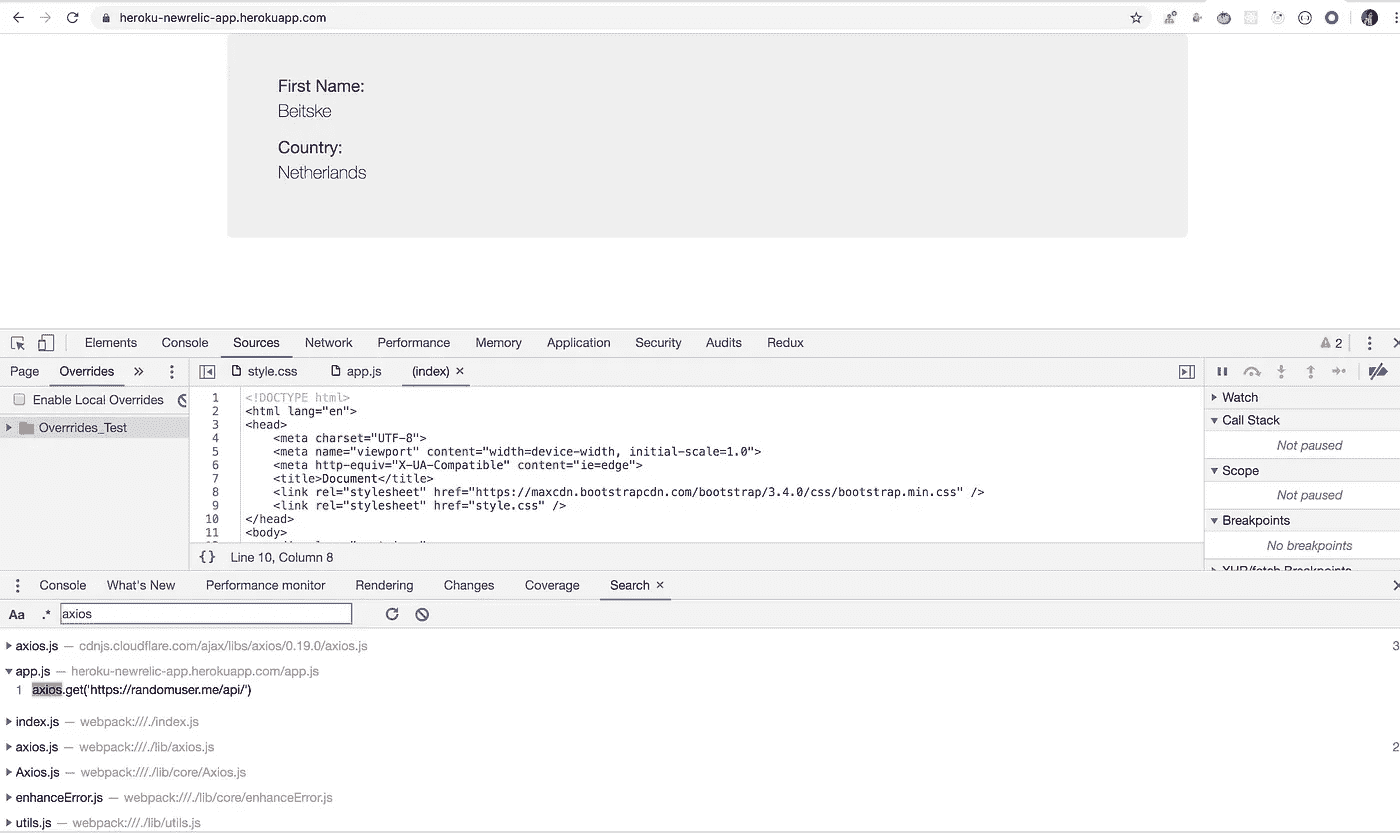 heroku-newrelic-app.herokuapp.com
First Name:
Beitske
Country:
Netherlands
Elements Console Sources Network Performance Memory Application Security Audits Redux 2
Page Overrides » style.css app.js (index) ×
Enable Local Overrides
Overrrides_Test
1 <!DOCTYPE html>
2 <html lang="en">
3 <head>
4 <meta charset="UTF-8">
5 <meta name="viewport" content="width=device-width, initial-scale=1.0">
6 <meta http-equiv="X-UA-Compatible" content="ie=edge">
7 <title>Document</title>
8 <link rel="stylesheet" href="https://maxcdn.bootstrapcdn.com/bootstrap/3.4.0/css/bootstrap.min.css" />
9 <link rel="stylesheet" href="style.css" />
10 </head>
11 <body>
{} Line 10, Column 8
Watch
Call Stack
Not paused
Scope
Not paused
Breakpoints
No breakpoints
XHR/fetch Breakpoints
Console What's New Performance monitor Rendering Changes Coverage Search ×
Aa .* axios
axios.js — cdnjs.cloudflare.com/ajax/libs/axios/0.19.0/axios.js 3
app.js — heroku-newrelic-app.herokuapp.com/app.js
1 axios.get('https://randomuser.me/api/')
index.js — webpack:///./index.js
axios.js — webpack:///./lib/axios.js 2
Axios.js — webpack:///./lib/core/Axios.js
enhanceError.js — webpack:///./lib/core/enhanceError.js
utils.js — webpack:///./lib/utils.js